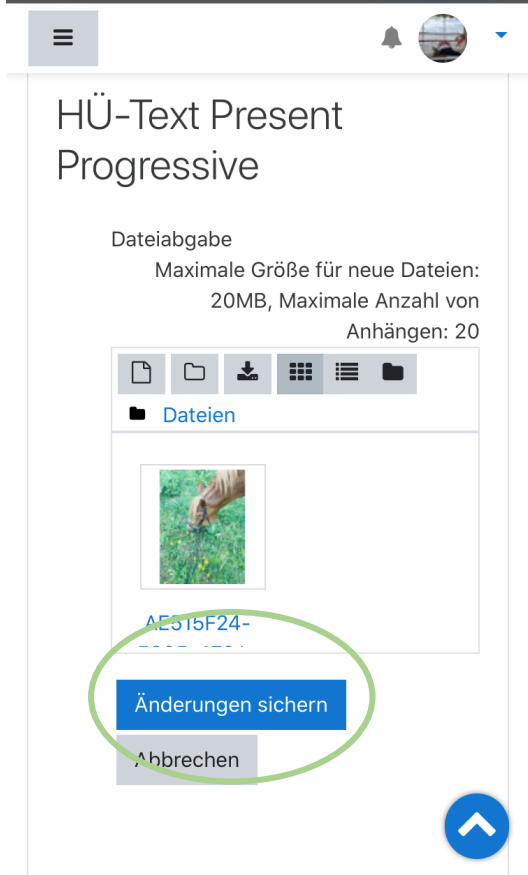 HÜ-Text Present
Progressive
Dateiabgabe
Maximale Größe für neue Dateien:
20MB, Maximale Anzahl von
Anhängen: 20
Dateien
AE515F24-
Änderungen sichern
Abbrechen